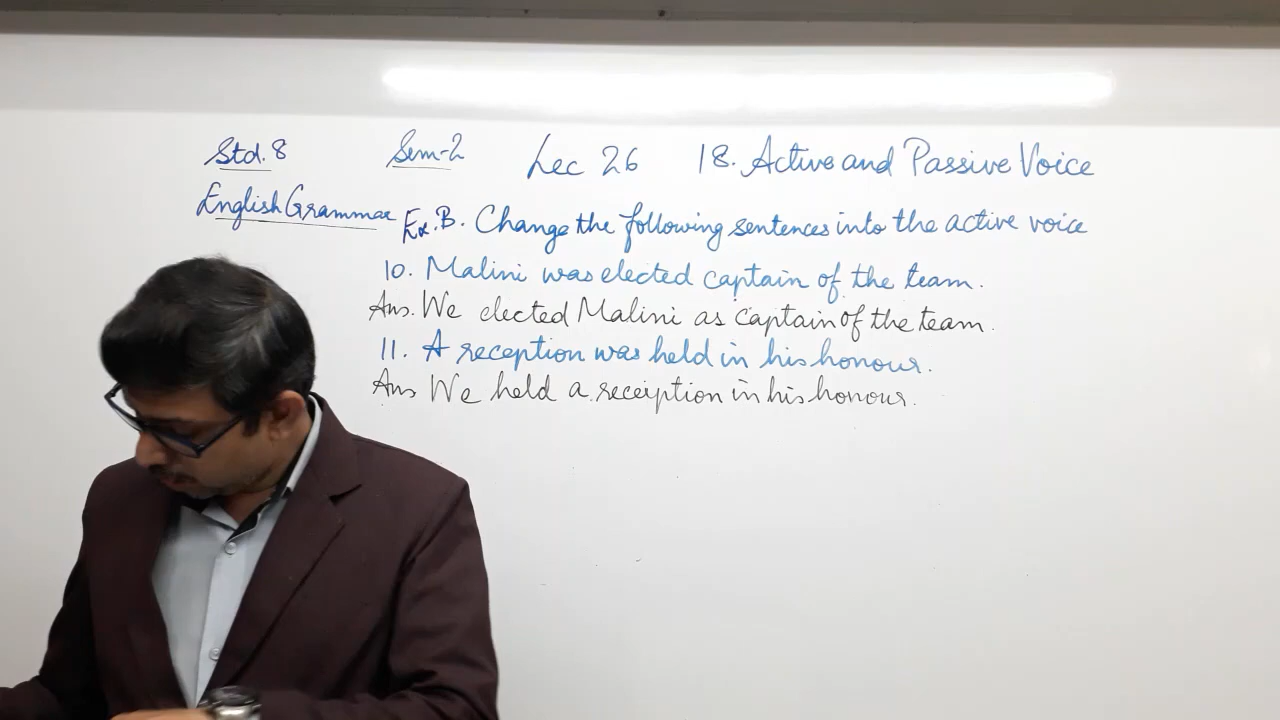 Std. 8 Sem-2 Lec 26 18. Active and Passive Voice
English Grammar Ex. B. Change the following sentences into the active voice
10. Malini was elected captain of the team.
Ans. We elected Malini as captain of the team.
11. A reception was held in his honour.
Ans We held a receiption in his honour.